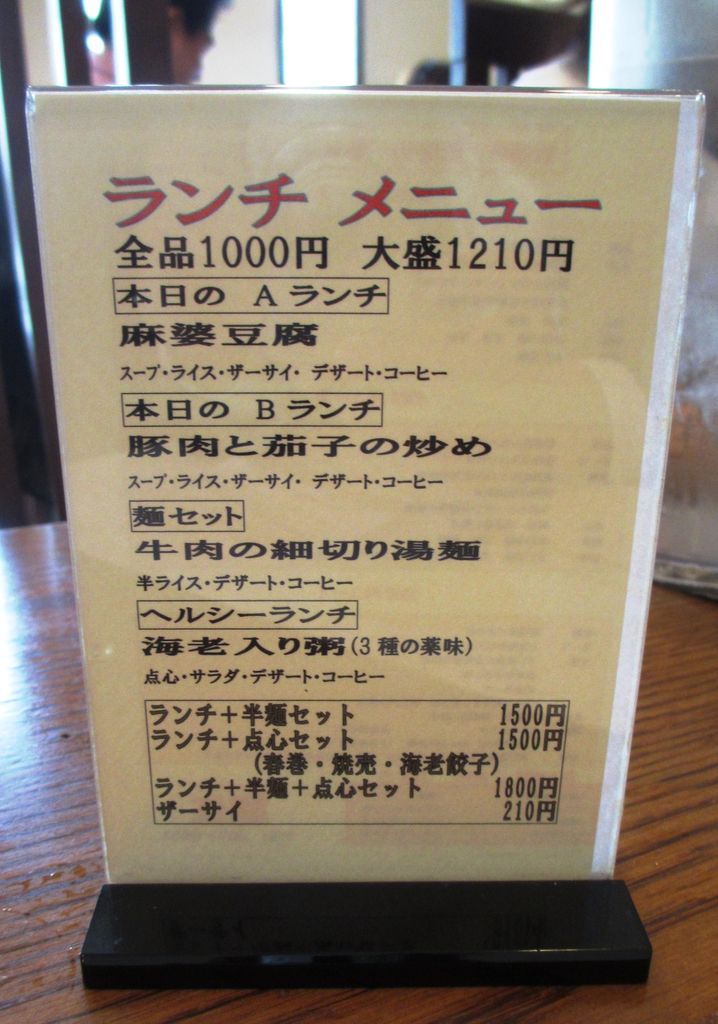 ランチ メニュー
全品1000円 大盛1210円
本日の Aランチ
麻婆豆腐
スープ・ライス・ザーサイ・デザート・コーヒー
本日の Bランチ
豚肉と茄子の炒め
スープ・ライス・ザーサイ・デザート・コーヒー
麺セット
牛肉の細切り湯麺
半ライス・デザート・コーヒー
ヘルシーランチ
海老入り粥(3種の薬味)
点心・サラダ・デザート・コーヒー
ランチ＋半麺セット 1500円
ランチ＋点心セット 1500円
(春巻・焼売・海老餃子)
ランチ＋半麺＋点心セット 1800円
ザーサイ 210円